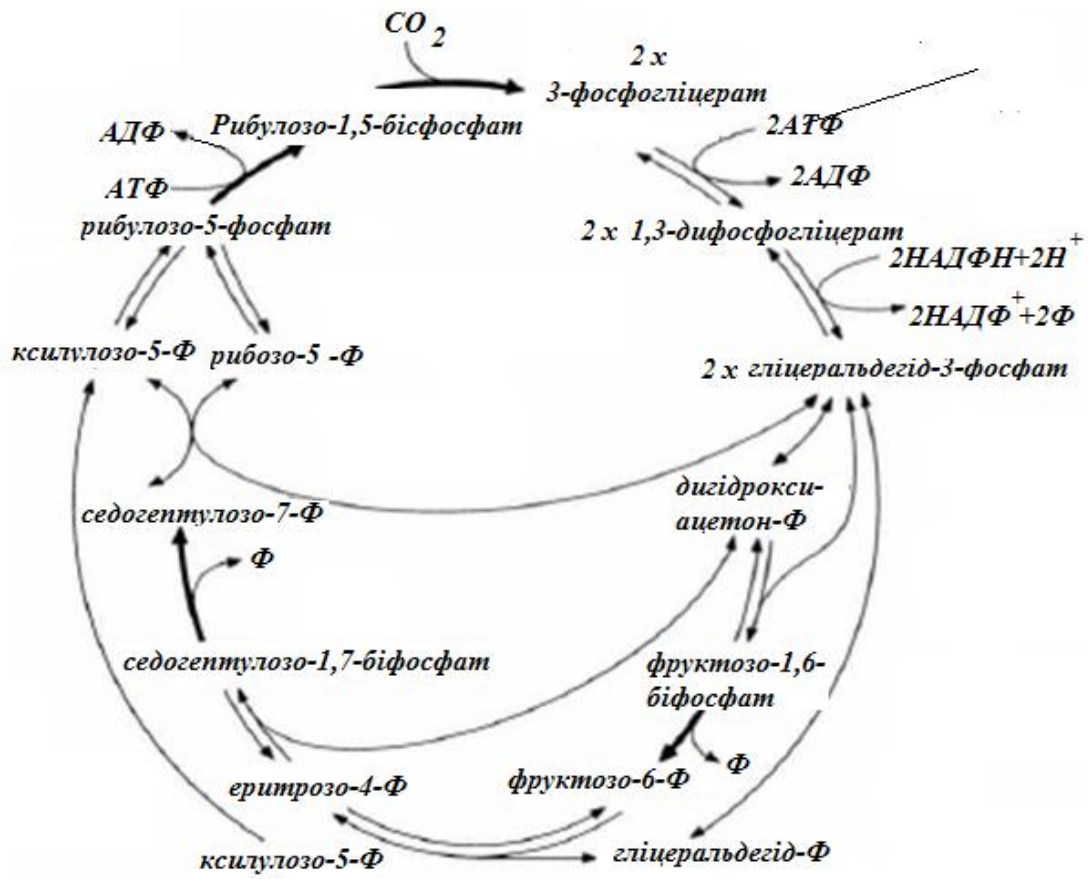 CO 2
2 x
3-фосфогліцерат
АДФ
Рибулозо-1,5-бісфосфат
2АТФ
АТФ
2АДФ
рибулозо-5-фосфат
2 x 1,3-дифосфогліцерат
2НАДФН+2Н+
2НАДФ++2Ф
ксилулозо-5-Ф рибозо-5 -Ф
2 x гліцеральдегід-3-фосфат
дигідрокси-
ацетон-Ф
седогептулозо-7-Ф
Ф
седогептулозо-1,7-біфосфат
фруктозо-1,6-
біфосфат
Ф
еритрозо-4-Ф
фруктозо-6-Ф
ксилулозо-5-Ф
гліцеральдегід-Ф